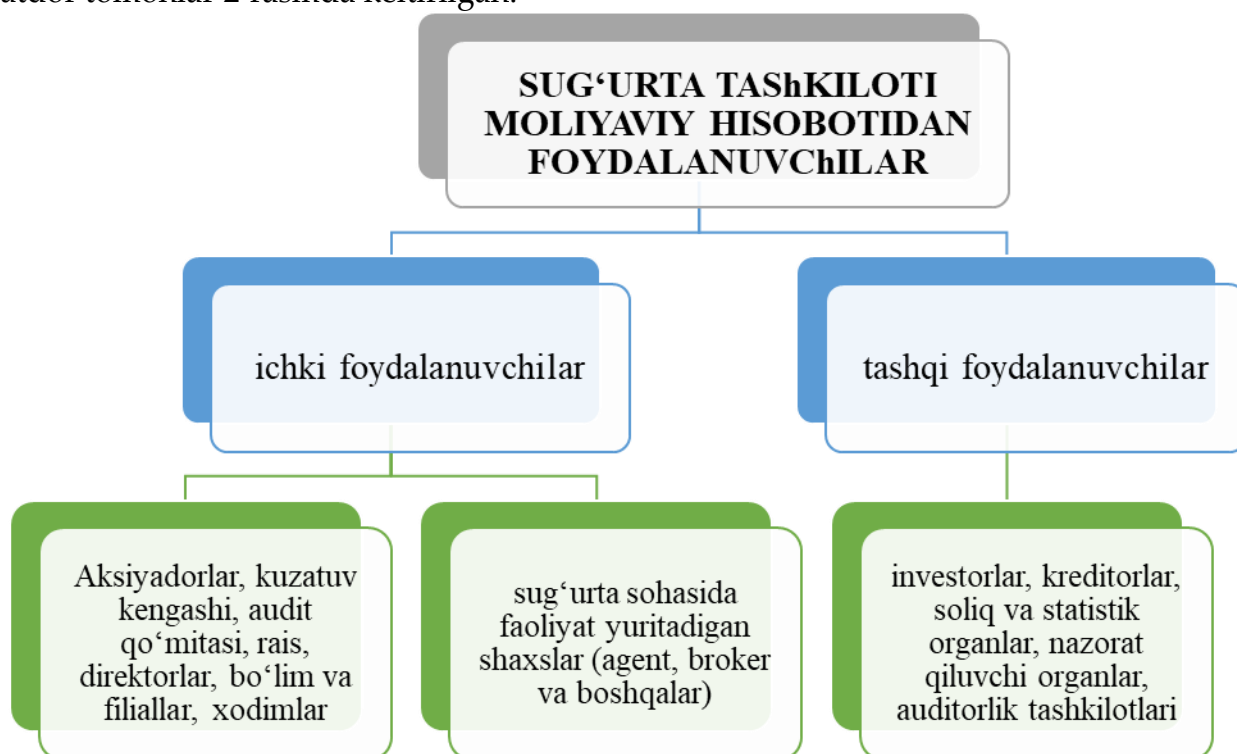 tomonlar 2-
SUG‘URTA TAShKILOTI
MOLIYAVIY HISOBOTIDAN
FOYDALANUVChILAR
ichki foydalanuvchilar
tashqi foydalanuvchilar
Aksiyadorlar, kuzatuv
kengashi, audit
qo‘mitasi, rais,
direktorlar, bo‘lim va
filiallar, xodimlar
sug‘urta sohasida
faoliyat yuritadigan
shaxslar (agent, broker
va boshqalar)
investorlar, kreditorlar,
soliq va statistik
organlar, nazorat
qiluvchi organlar,
auditorlik tashkilotlari